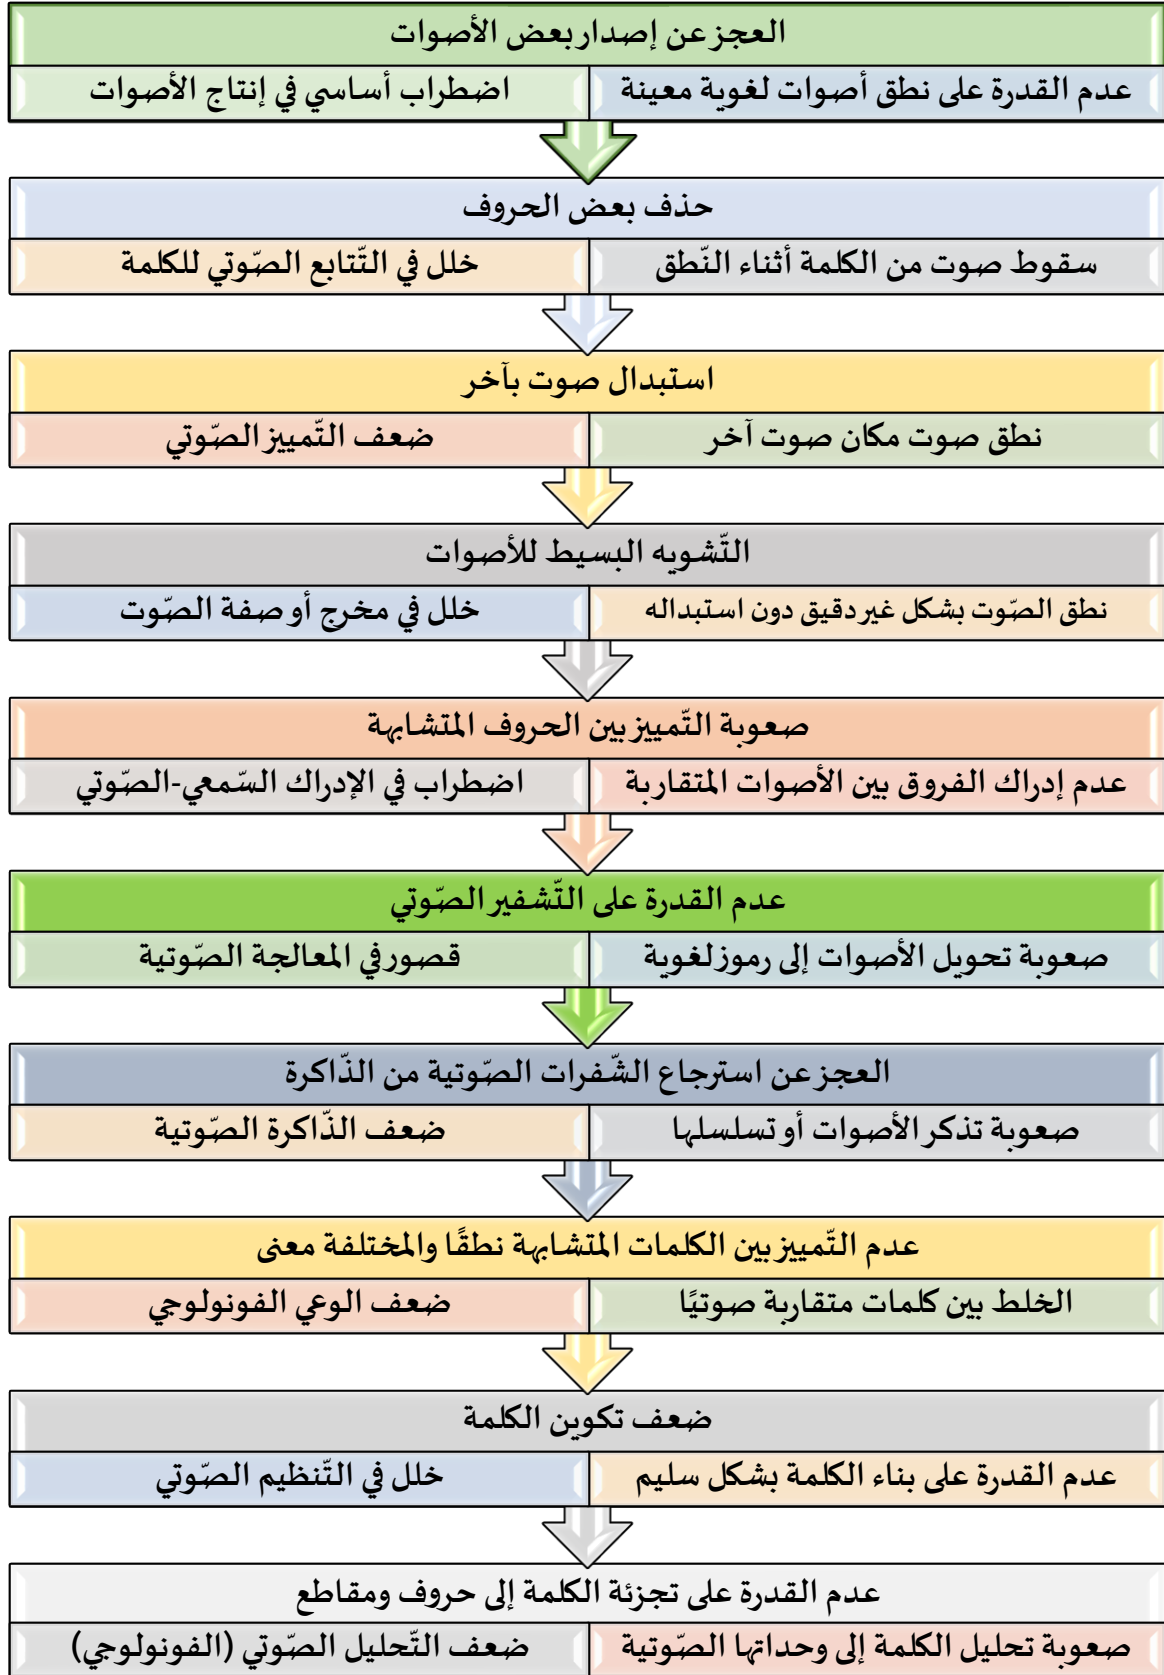 العجز عن إصدار بعض الأصوات
عدم القدرة على نطق أصوات لغوية معينة
اضطراب أساسي في إنتاج الأصوات
حذف بعض الحروف
سقوط صوت من الكلمة أثناء النّطق
خلل في التّتابع الصّوتي للكلمة
استبدال صوت بآخر
نطق صوت مكان صوت آخر
ضعف التّمييز الصّوتي
التّشويه البسيط للأصوات
نطق الصّوت بشكل غير دقيق دون استبداله
خلل في مخرج أو صفة الصّوت
صعوبة التّمييز بين الحروف المتشابهة
عدم إدراك الفروق بين الأصوات المتقاربة
اضطراب في الإدراك السّمعي-الصّوتي
عدم القدرة على التّشفير الصّوتي
صعوبة تحويل الأصوات إلى رموز لغوية
قصور في المعالجة الصّوتية
العجز عن استرجاع الشّفرات الصّوتية من الذّاكرة
صعوبة تذكر الأصوات أو تسلسلها
ضعف الذّاكرة الصّوتية
عدم التّمييز بين الكلمات المتشابهة نطقًا والمختلفة معنى
الخلط بين كلمات متقاربة صوتيًا
ضعف الوعي الفونولوجي
ضعف تكوين الكلمة
عدم القدرة على بناء الكلمة بشكل سليم
خلل في التّنظيم الصّوتي
عدم القدرة على تجزئة الكلمة إلى حروف ومقاطع
صعوبة تحليل الكلمة إلى وحداتها الصّوتية
ضعف التّحليل الصّوتي (الفونولوجي)